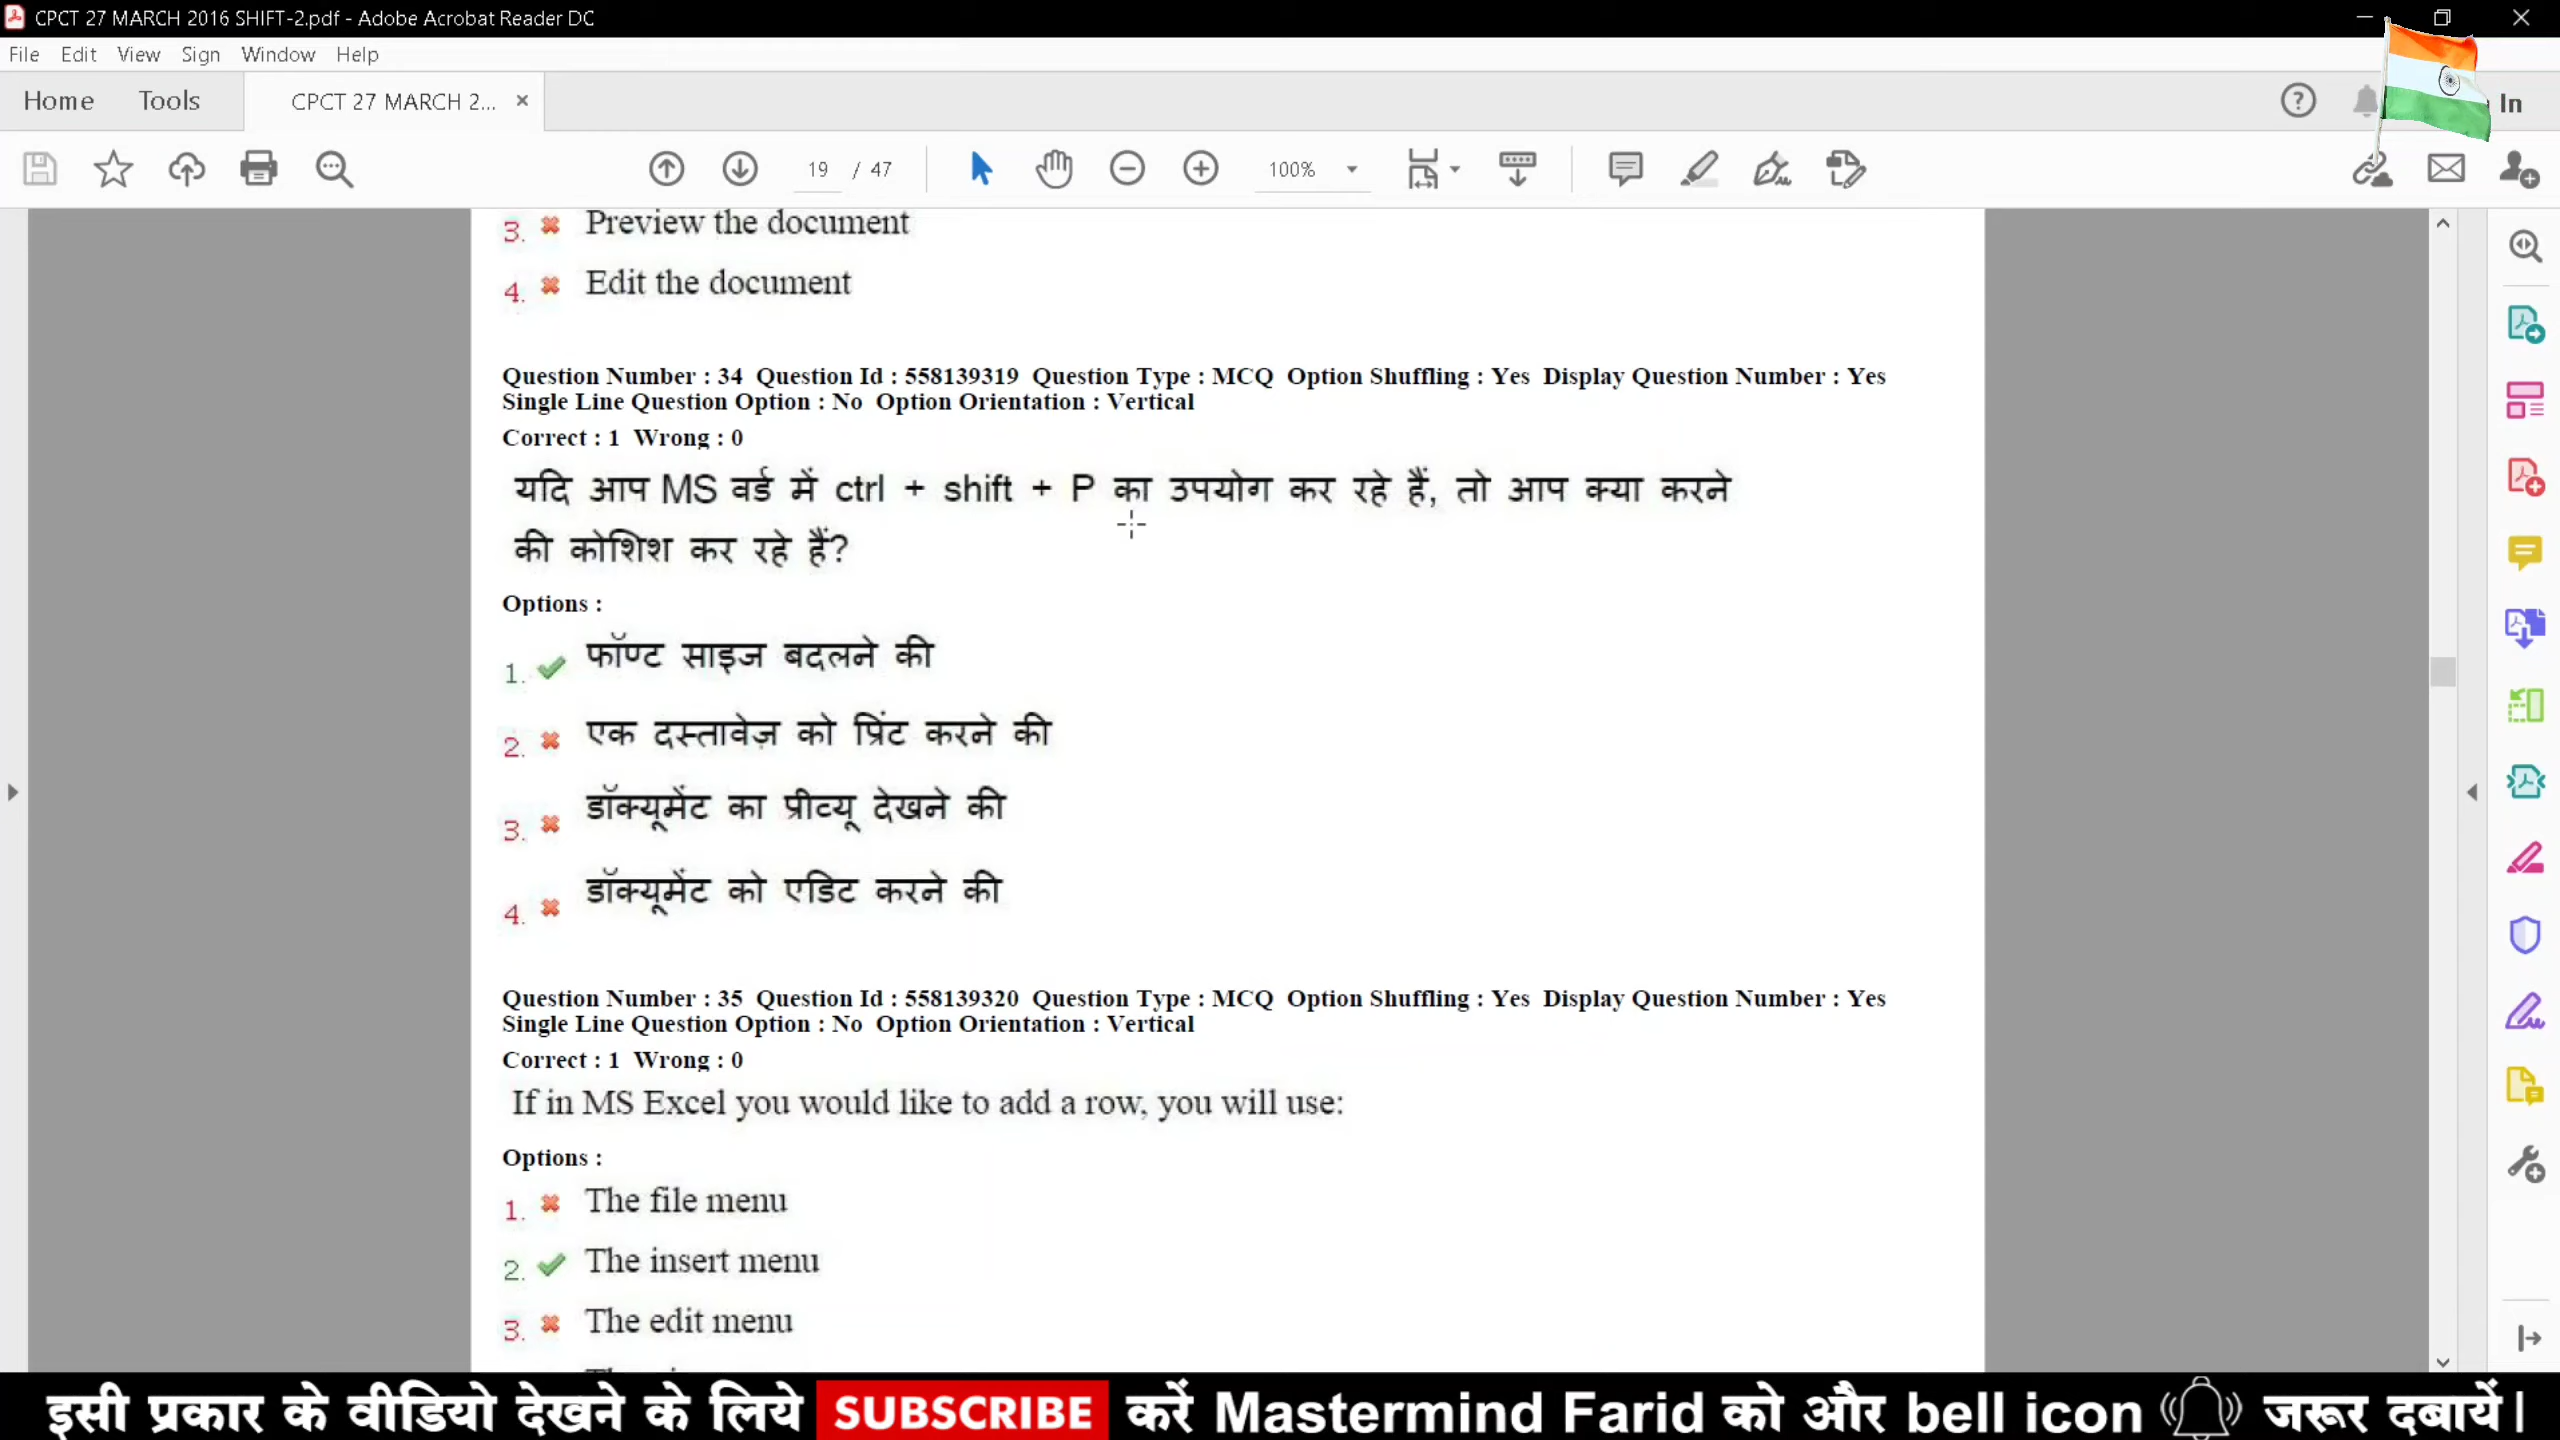 CPCT 27 MARCH 2016 SHIFT-2.pdf - Adobe Acrobat Reader DC
File Edit View Sign Window Help
Home Tools CPCT 27 MARCH 2... In
19 / 47 100%
3. Preview the document
4. Edit the document
Question Number : 34 Question Id : 558139319 Question Type : MCQ Option Shuffling : Yes Display Question Number : Yes
Single Line Question Option : No Option Orientation : Vertical
Correct : 1 Wrong : 0
यदि आप MS वर्ड में ctrl + shift + P का उपयोग कर रहे हैं, तो आप क्या करने
की कोशिश कर रहे हैं?
Options :
1. फॉण्ट साइज बदलने की
2. एक दस्तावेज़ को प्रिंट करने की
3. डॉक्यूमेंट का प्रीव्यू देखने की
4. डॉक्यूमेंट को एडिट करने की
Question Number : 35 Question Id : 558139320 Question Type : MCQ Option Shuffling : Yes Display Question Number : Yes
Single Line Question Option : No Option Orientation : Vertical
Correct : 1 Wrong : 0
If in MS Excel you would like to add a row, you will use:
Options :
1. The file menu
2. The insert menu
3. The edit menu
इसी प्रकार के वीडियो देखने के लिये SUBSCRIBE करें Mastermind Farid को और bell icon जरूर दबायें|